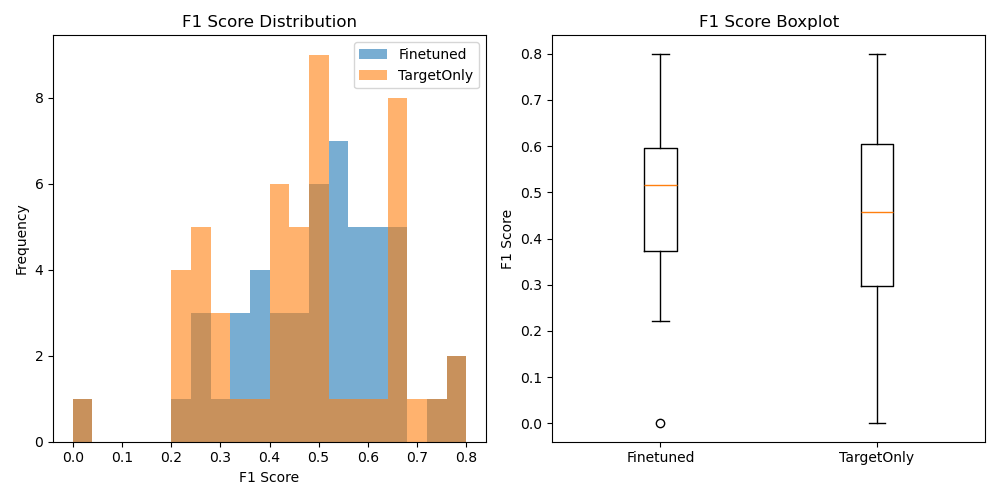 F1 Score Distribution
Finetuned
TargetOnly
Frequency
8
6
4
2
0
0.0 0.1 0.2 0.3 0.4 0.5 0.6 0.7 0.8
F1 Score
F1 Score Boxplot
F1 Score
0.8
0.7
0.6
0.5
0.4
0.3
0.2
0.1
0.0
Finetuned TargetOnly